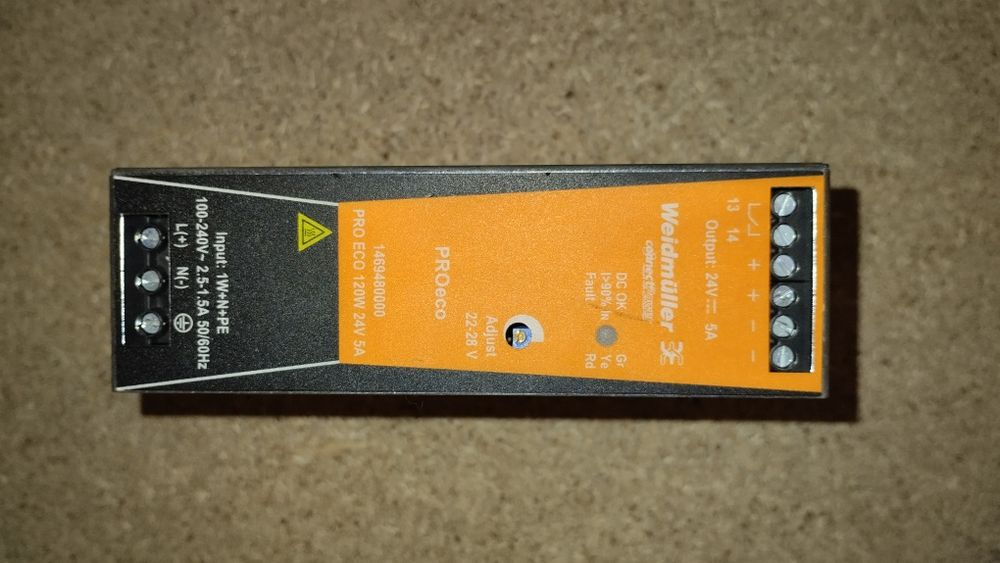 13 14
+ + − −
Output: 24V⎓ 5A
Weidmüller
DC OK Gr
I>90% IN Ye
Fault Rd
Adjust
22-28 V
PROeco
1469480000
PRO ECO 120W 24V 5A
Input: 1W+N+PE
100-240V~ 2.5-1.5A 50/60Hz
L(+) N(-)